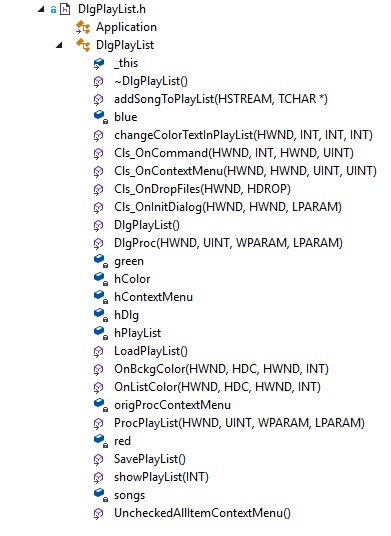 DlgPlayList.h
Application
DlgPlayList
_this
~DlgPlayList()
addSongToPlayList(HSTREAM, TCHAR *)
blue
changeColorTextInPlayList(HWND, INT, INT, INT)
Cls_OnCommand(HWND, INT, HWND, UINT)
Cls_OnContextMenu(HWND, HWND, UINT, UINT)
Cls_OnDropFiles(HWND, HDROP)
Cls_OnInitDialog(HWND, HWND, LPARAM)
DlgPlayList()
DlgProc(HWND, UINT, WPARAM, LPARAM)
green
hColor
hContextMenu
hDlg
hPlayList
LoadPlayList()
OnBckgColor(HWND, HDC, HWND, INT)
OnListColor(HWND, HDC, HWND, INT)
origProcContextMenu
ProcPlayList(HWND, UINT, WPARAM, LPARAM)
red
SavePlayList()
showPlayList(INT)
songs
UncheckedAllItemContextMenu()